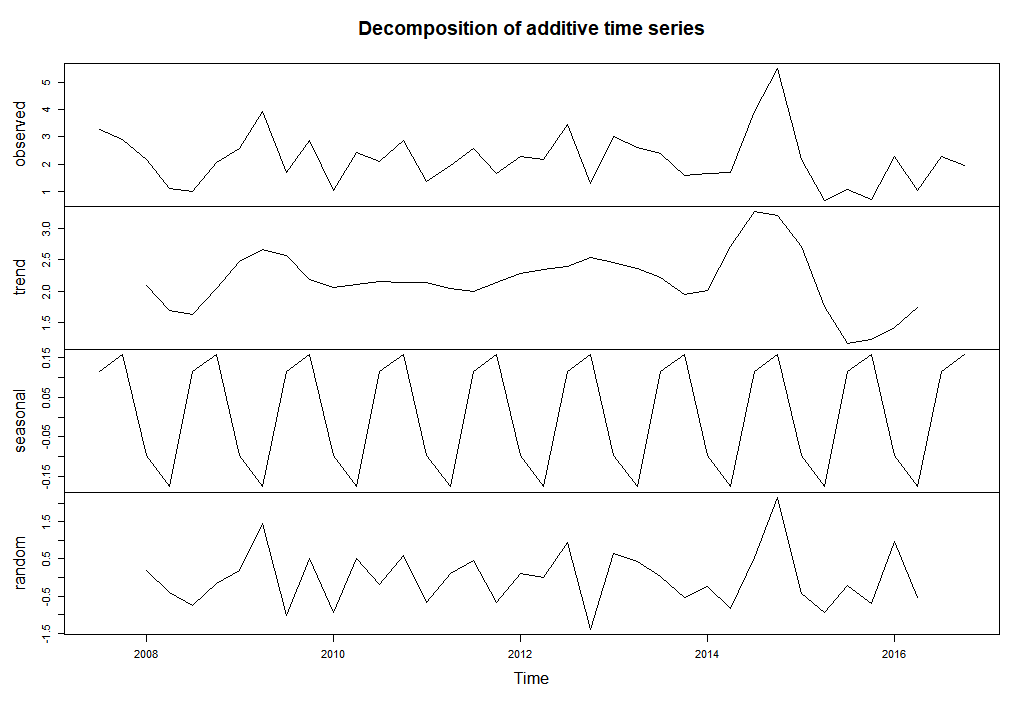 Decomposition of additive time series
observed
1 2 3 4 5
trend
1.5 2.0 2.5 3.0
seasonal
-0.15 -0.05 0.05 0.15
random
-1.5 -0.5 0.5 1.5
2008 2010 2012 2014 2016
Time